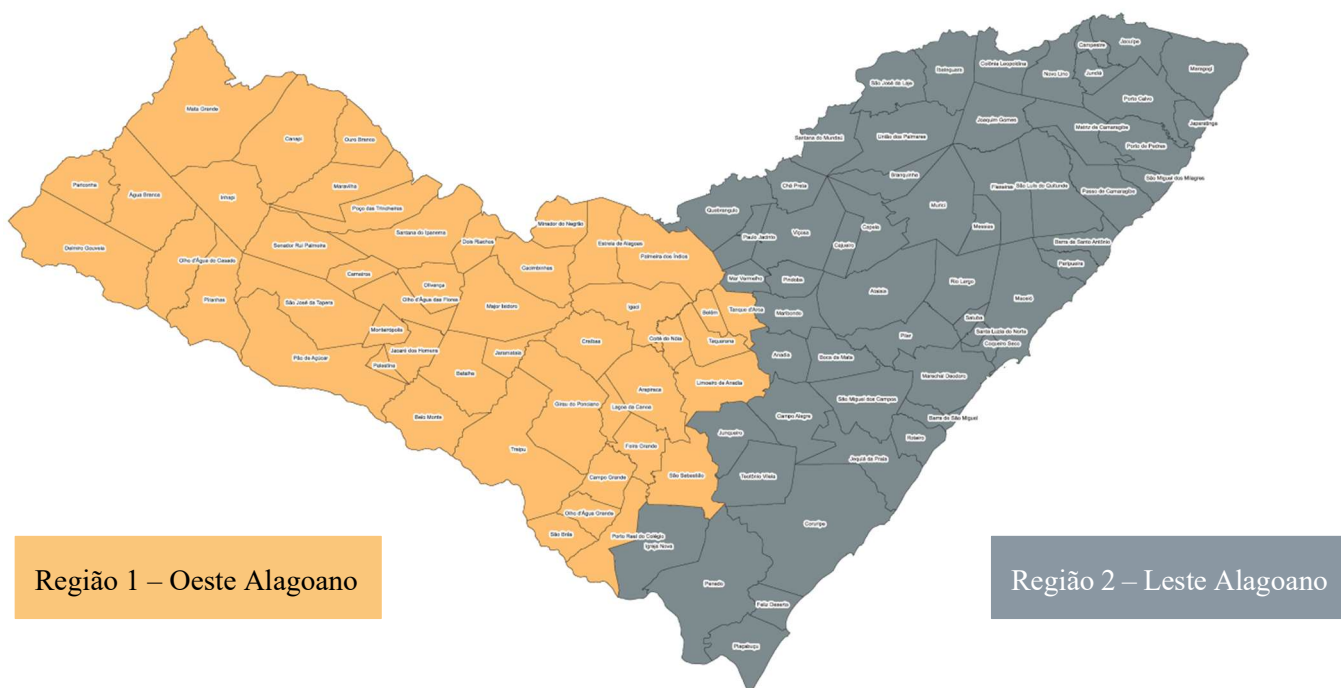 Campestre
Jacuípe
Maragogi
Ibateguara
Colônia Leopoldina
Novo Lino
Jundiá
São José da Laje
Porto Calvo
Mata Grande
Japaratinga
Joaquim Gomes
Matriz de Camaragibe
Canapi
Ouro Branco
Santana do Mundaú
União dos Palmares
Porto de Pedras
Branquinha
São Miguel dos Milagres
Pariconha
Água Branca
Inhapi
Maravilha
Chã Preta
Flexeiras
São Luís do Quitunde
Passo de Camaragibe
Poço das Trincheiras
Quebrangulo
Murici
Minador do Negrão
Messias
Santana do Ipanema
Viçosa
Capela
Delmiro Gouveia
Senador Rui Palmeira
Dois Riachos
Estrela de Alagoas
Paulo Jacinto
Cajueiro
Barra de Santo Antônio
Palmeira dos Índios
Olho d'Água do Casado
Cacimbinhas
Paripueira
Carneiros
Mar Vermelho
Pindoba
Rio Largo
Olivença
Atalaia
Piranhas
Olho d'Água das Flores
Maceió
São José da Tapera
Major Isidoro
Igaci
Belém
Tanque d'Arca
Maribondo
Satuba
Monteirópolis
Santa Luzia do Norte
Craíbas
Coité do Nóia
Taquarana
Pilar
Coqueiro Seco
Pão de Açúcar
Jacaré dos Homens
Jaramataia
Anadia
Boca da Mata
Palestina
Batalha
Marechal Deodoro
Limoeiro de Anadia
Arapiraca
São Miguel dos Campos
Girau do Ponciano
Lagoa da Canoa
Belo Monte
Campo Alegre
Barra de São Miguel
Junqueiro
Roteiro
Traipu
Feira Grande
Jequiá da Praia
Campo Grande
São Sebastião
Teotônio Vilela
Olho d'Água Grande
Coruripe
São Brás
Porto Real do Colégio
Igreja Nova
Região 1 – Oeste Alagoano
Região 2 – Leste Alagoano
Penedo
Feliz Deserto
Piaçabuçu